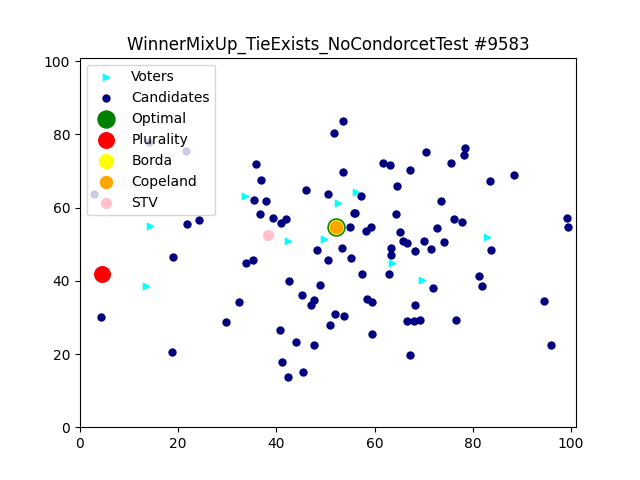 WinnerMixUp_TieExists_NoCondorcetTest #9583
100
80
60
40
20
0
0 20 40 60 80 100
Voters
Candidates
Optimal
Plurality
Borda
Copeland
STV